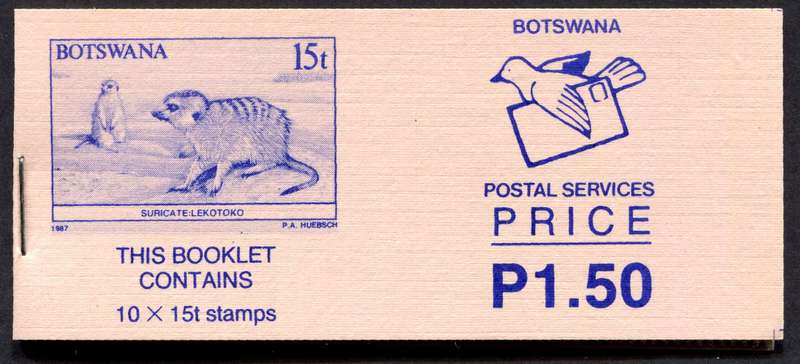 BOTSWANA 15t
SURICATE:LEKOTOKO
1987 P.A. HUEBSCH
THIS BOOKLET
CONTAINS
10 × 15t stamps
BOTSWANA
POSTAL SERVICES
PRICE
P1.50